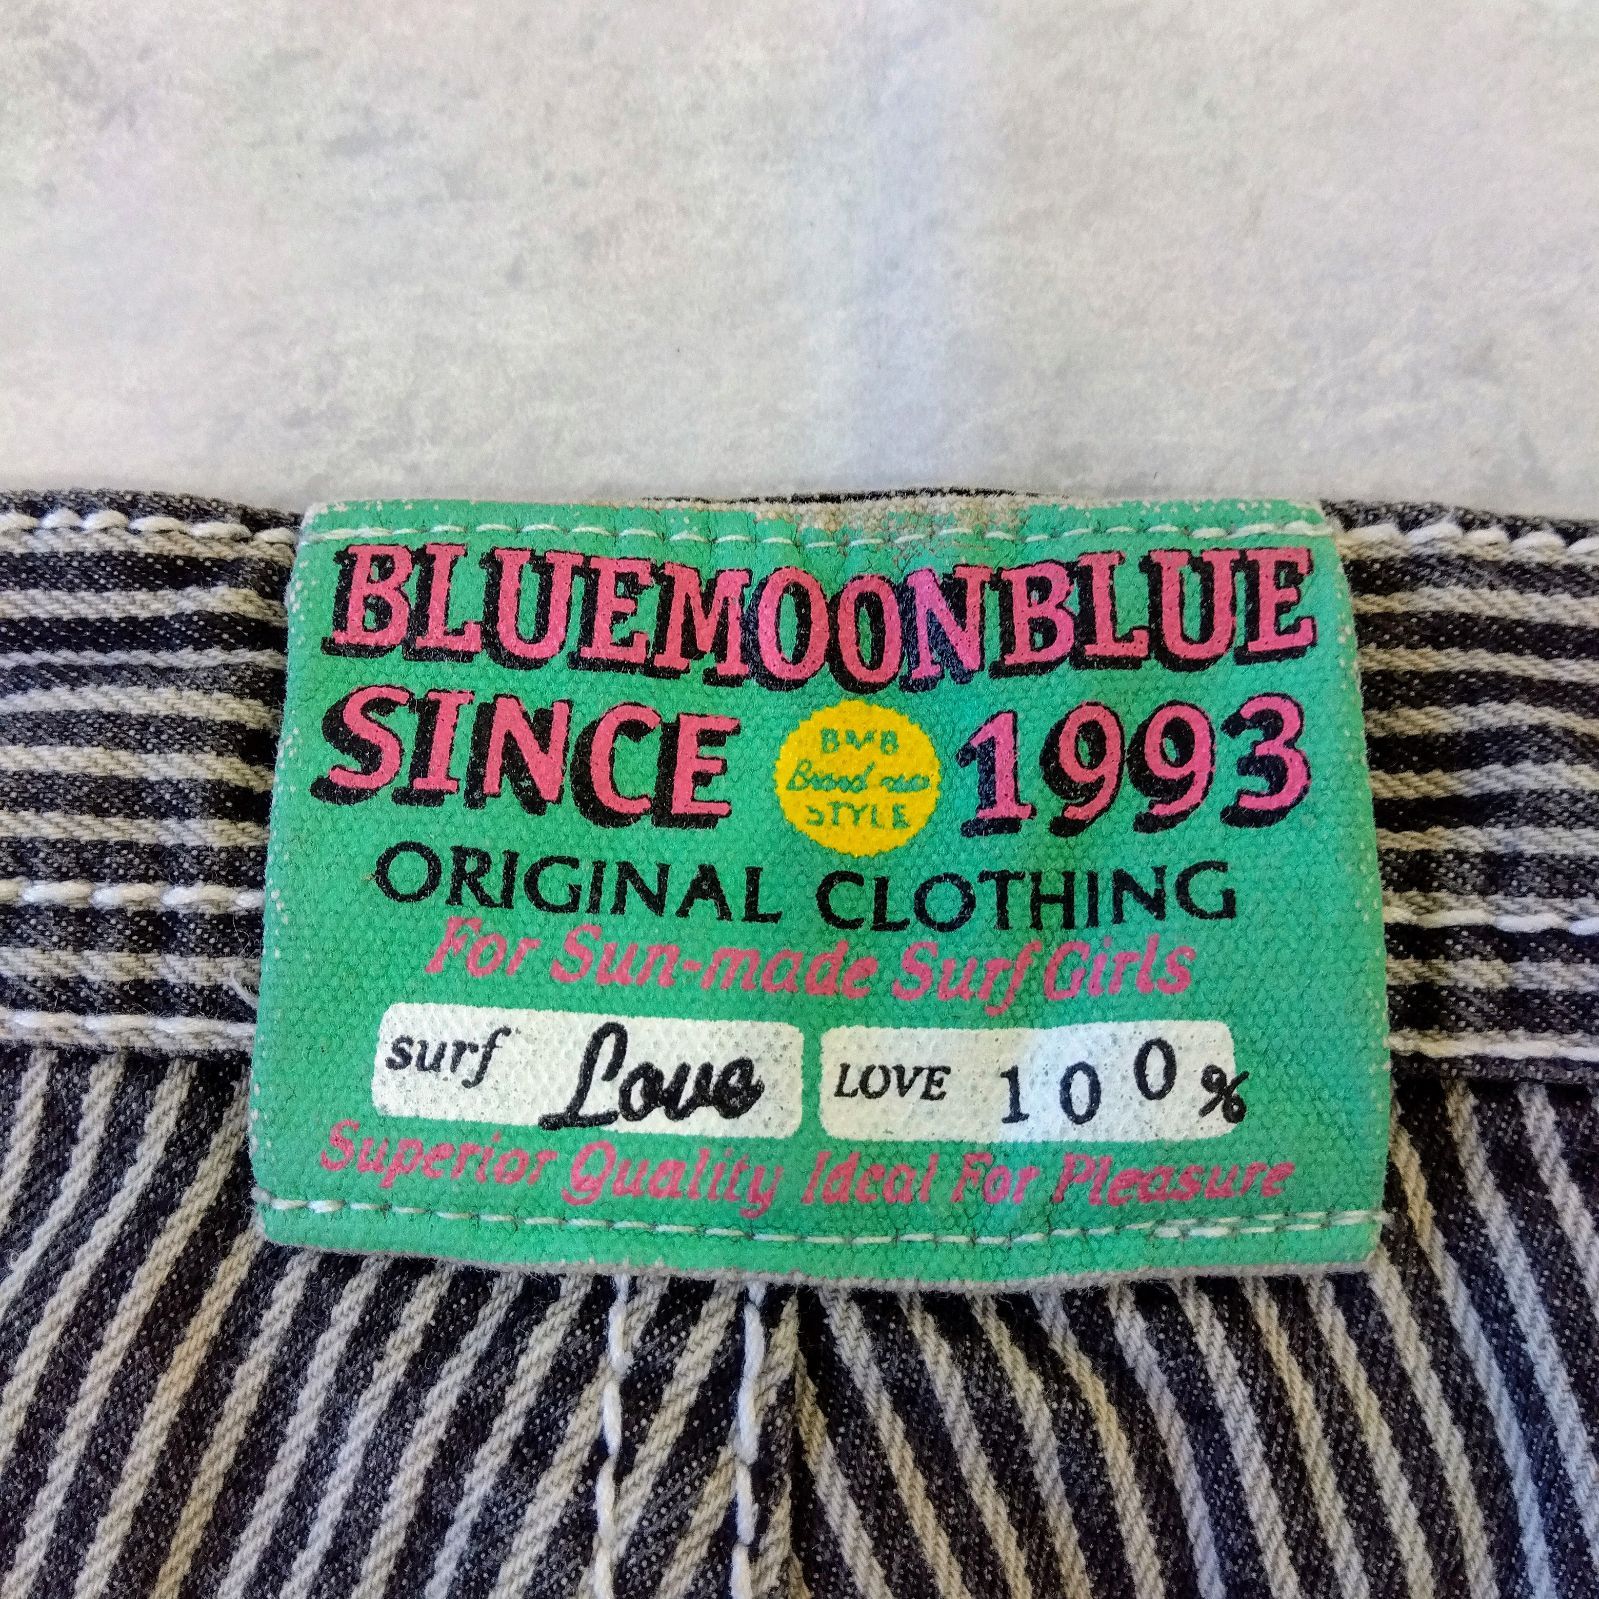 BLUEMOONBLUE
SINCE 1993
BMB
Brand new
STYLE
ORIGINAL CLOTHING
For Sun-made Surf Girls
surf Love
LOVE 100%
Superior Quality Ideal For Pleasure